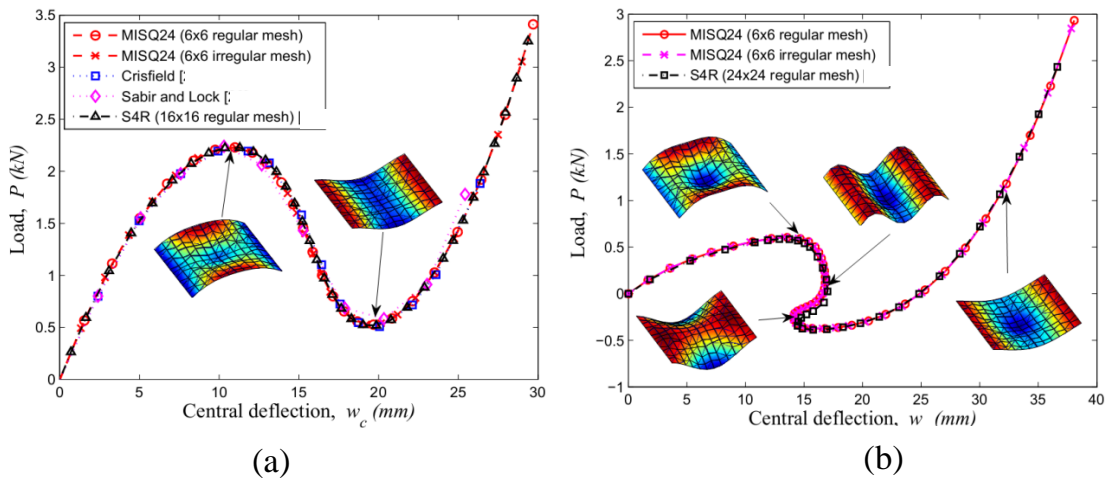 3.5
3
2.5
2
1.5
1
0.5
0
0
5
10
15
20
25
30
Load, P (kN)
Central deflection, w_c (mm)
MISQ24 (6x6 regular mesh)
MISQ24 (6x6 irregular mesh)
Crisfield [
Sabir and Lock [
S4R (16x16 regular mesh) [
(a)
3
2.5
2
1.5
1
0.5
0
−0.5
−1
0
5
10
15
20
25
30
35
40
Load, P (kN)
Central deflection, w (mm)
MISQ24 (6x6 regular mesh)
MISQ24 (6x6 irregular mesh)
S4R (24x24 regular mesh) [
(b)